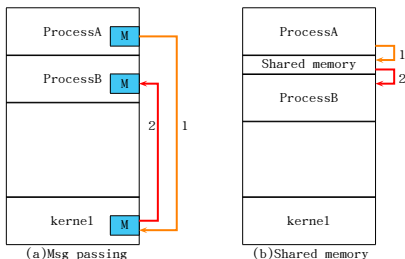 ProcessA
M
ProcessB
M
2
1
kernel
M
(a)Msg passing
ProcessA
1
Shared memory
2
ProcessB
kernel
(b)Shared memory